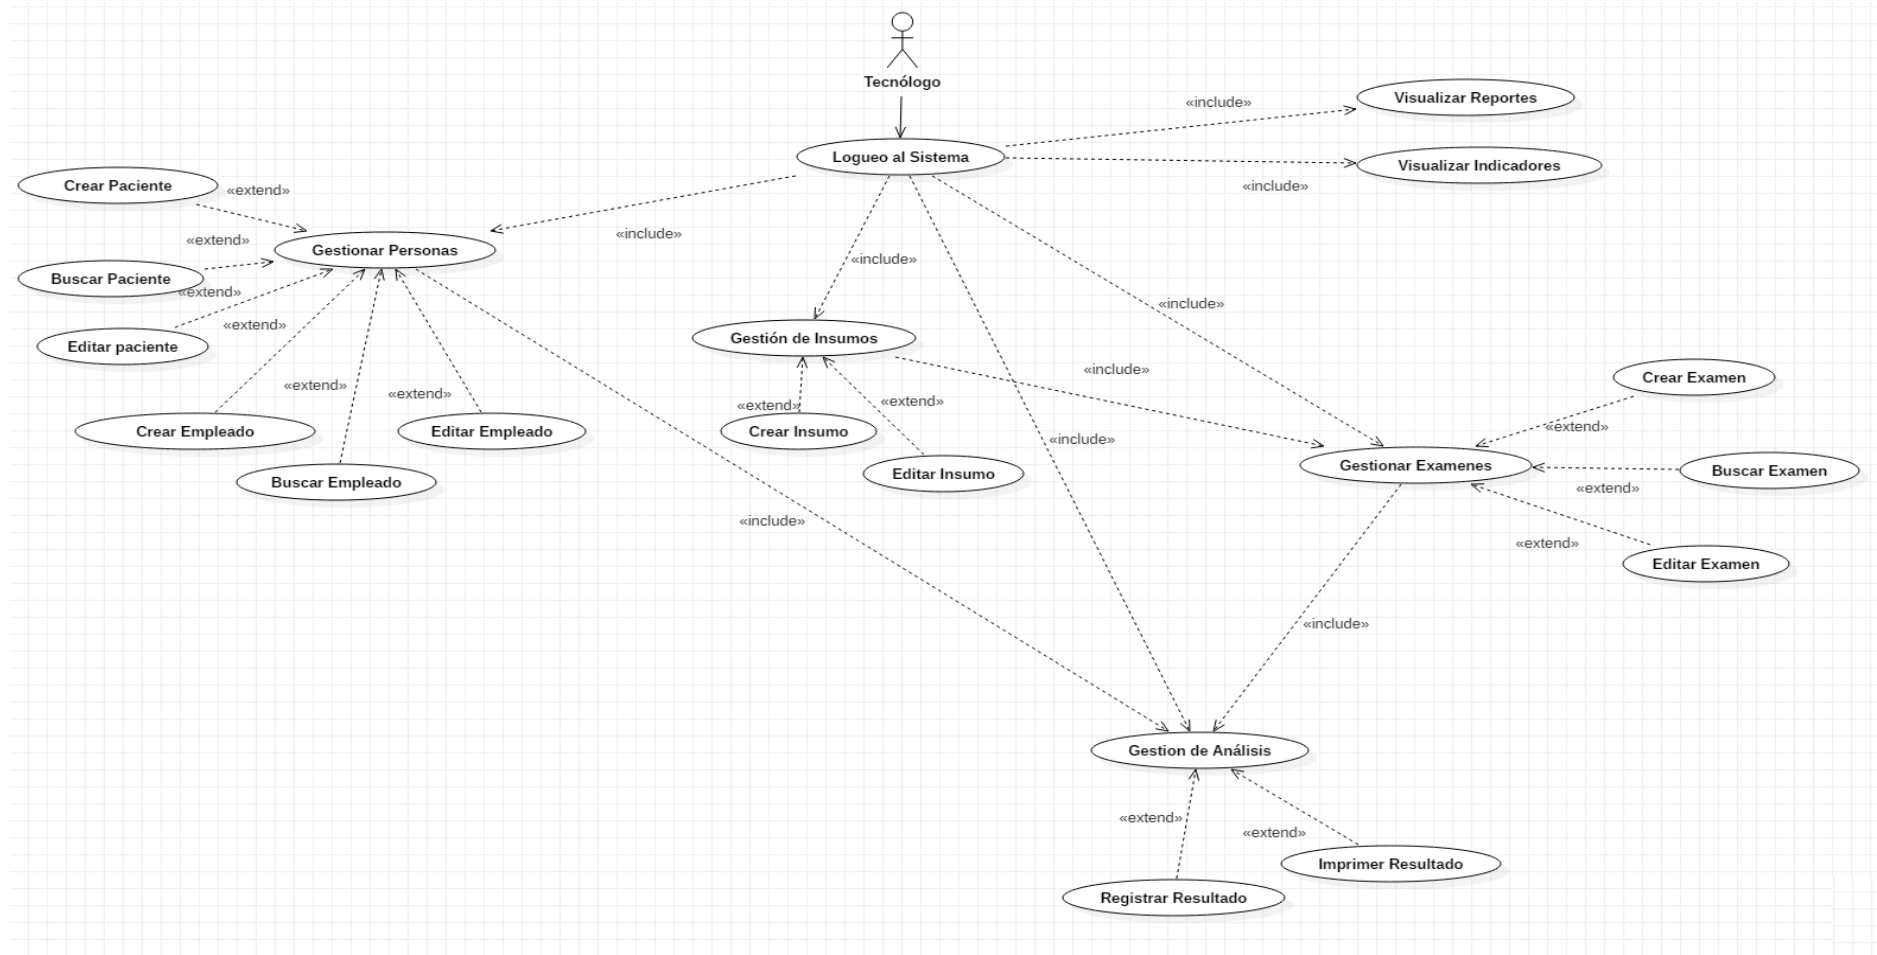 Tecnólogo
Visualizar Reportes
«include»
Logueo al Sistema
Visualizar Indicadores
«include»
Crear Paciente
«extend»
«include»
«extend»
Gestionar Personas
«include»
Buscar Paciente
«extend»
«include»
«extend»
Gestión de Insumos
Editar paciente
«include»
Crear Examen
«extend»
«extend»
«extend»
«extend»
«extend»
Crear Empleado
Editar Empleado
Crear Insumo
«include»
Gestionar Examenes
Buscar Examen
Buscar Empleado
Editar Insumo
«extend»
«include»
«extend»
Editar Examen
«include»
Gestion de Análisis
«extend»
«extend»
Imprimer Resultado
Registrar Resultado